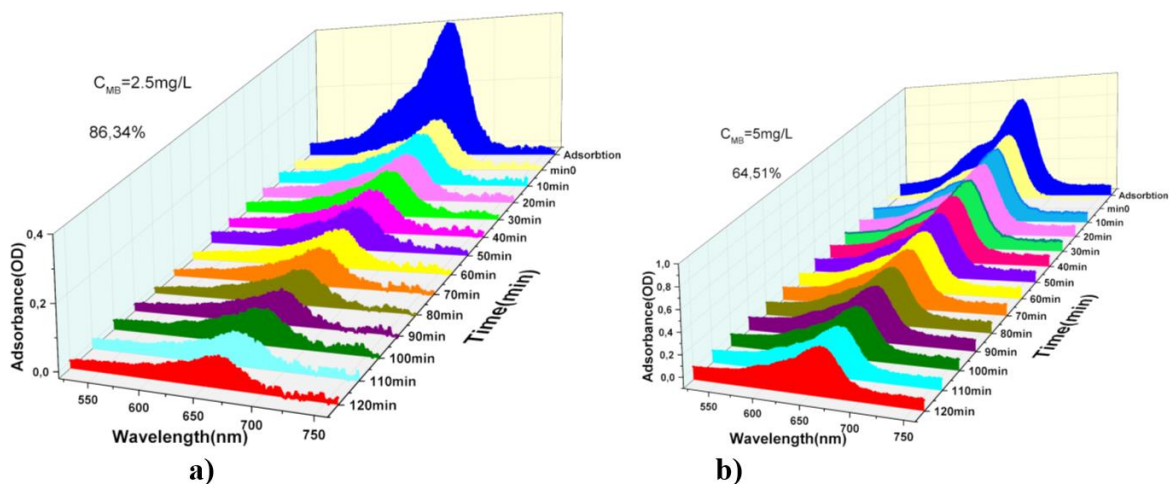 C_MB=2.5mg/L
86,34%
Adsorbtion
min0
10min
20min
30min
40min
50min
60min
70min
80min
90min
100min
110min
120min
Time(min)
0,4
0,2
0,0
Adsorbance(OD)
550
600
650
700
750
Wavelength(nm)
a)
C_MB=5mg/L
64,51%
Adsorbtion
min0
10min
20min
30min
40min
50min
60min
70min
80min
90min
100min
110min
120min
Time(min)
1,0
0,8
0,6
0,4
0,2
0,0
Absorbance(OD)
550
600
650
700
750
Wavelength(nm)
b)